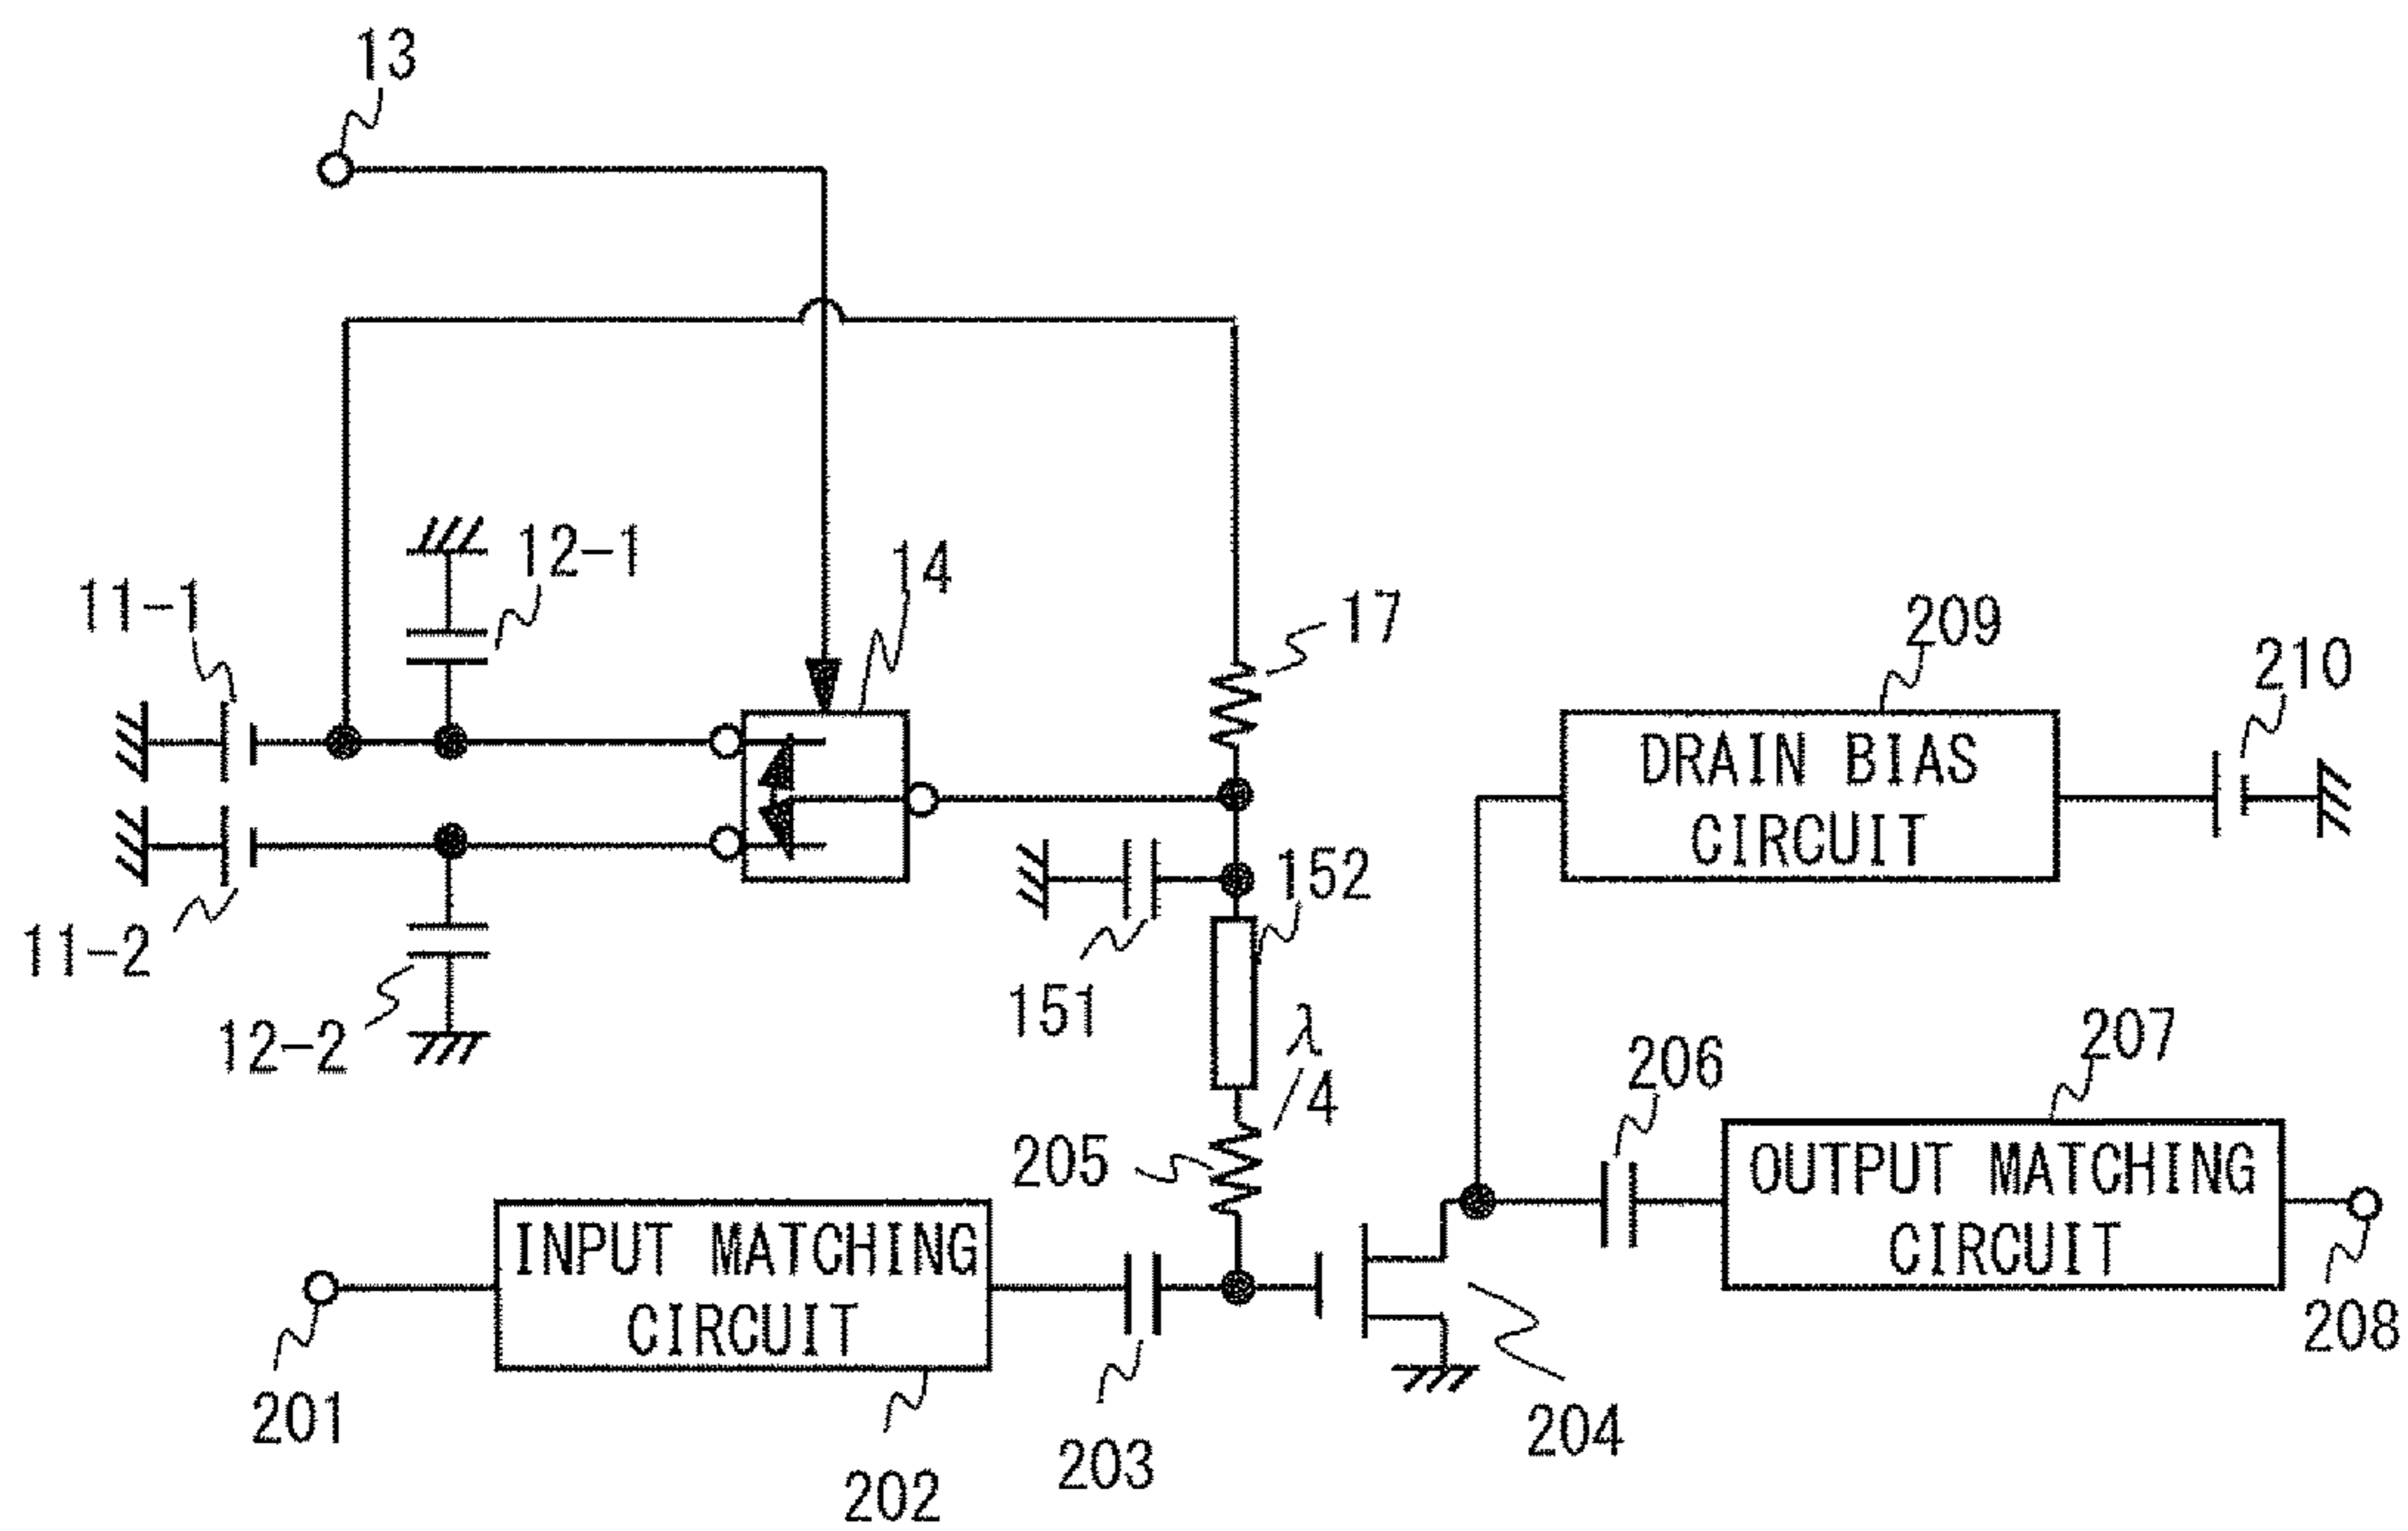 13
12-1
14
11-1
17
209
210
DRAIN BIAS
CIRCUIT
152
11-2
151
12-2
λ/4
206
207
205
OUTPUT MATCHING
CIRCUIT
INPUT MATCHING
CIRCUIT
208
201
204
203
202